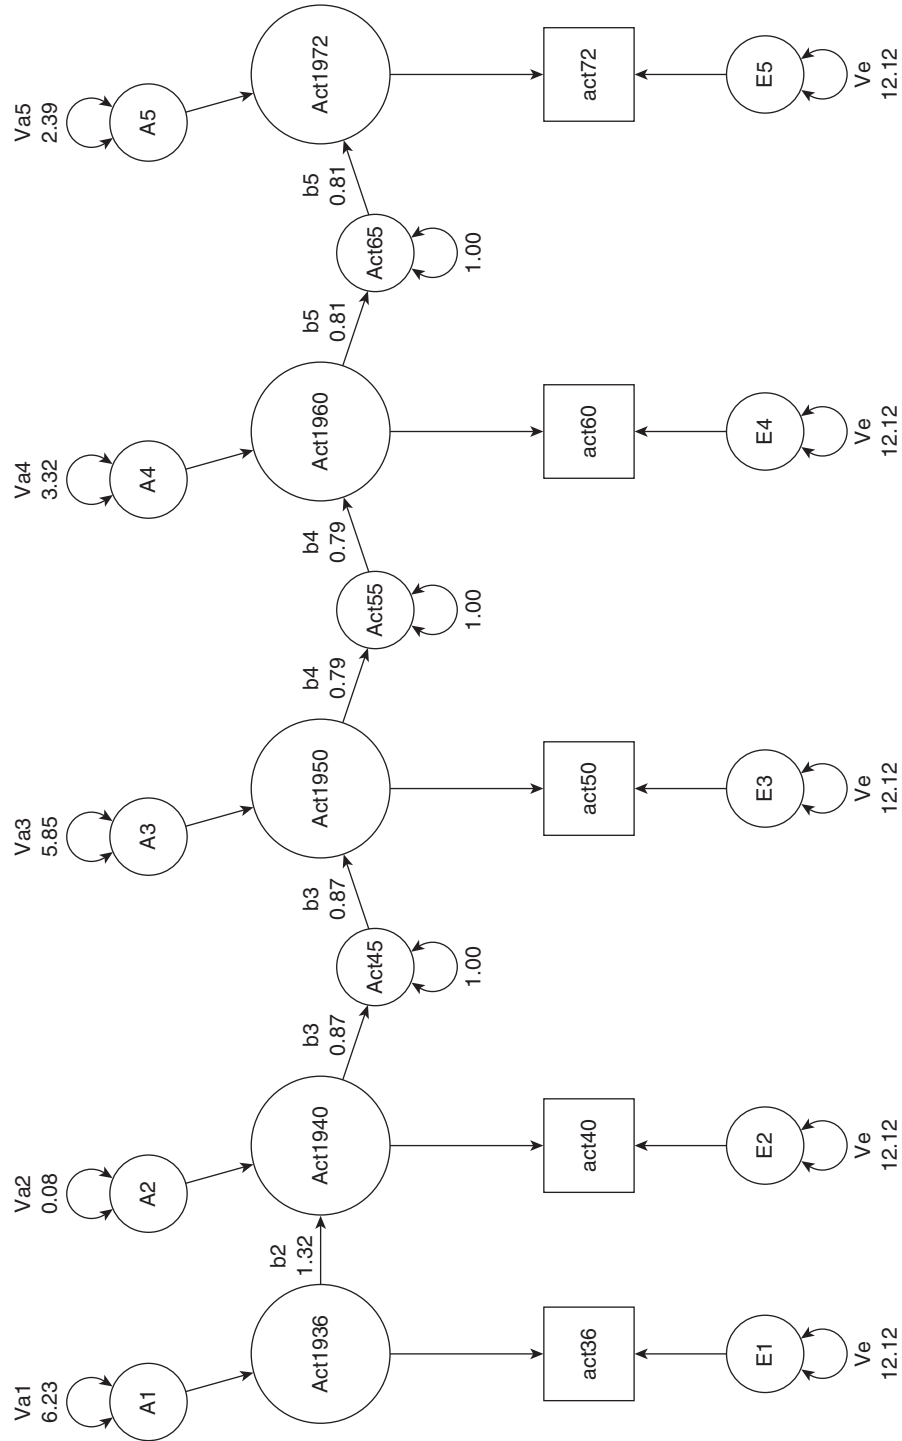 Va1
6.23
Va2
0.08
Va3
5.85
Va4
3.32
Va5
2.39
A1
A2
A3
A4
A5
Act1936
b2
1.32
Act1940
b3
0.87
Act45
1.00
b3
0.87
Act1950
b4
0.79
Act55
1.00
b4
0.79
Act1960
b5
0.81
Act65
1.00
b5
0.81
Act1972
act36
act40
act50
act60
act72
E1
E2
E3
E4
E5
Ve
12.12
Ve
12.12
Ve
12.12
Ve
12.12
Ve
12.12